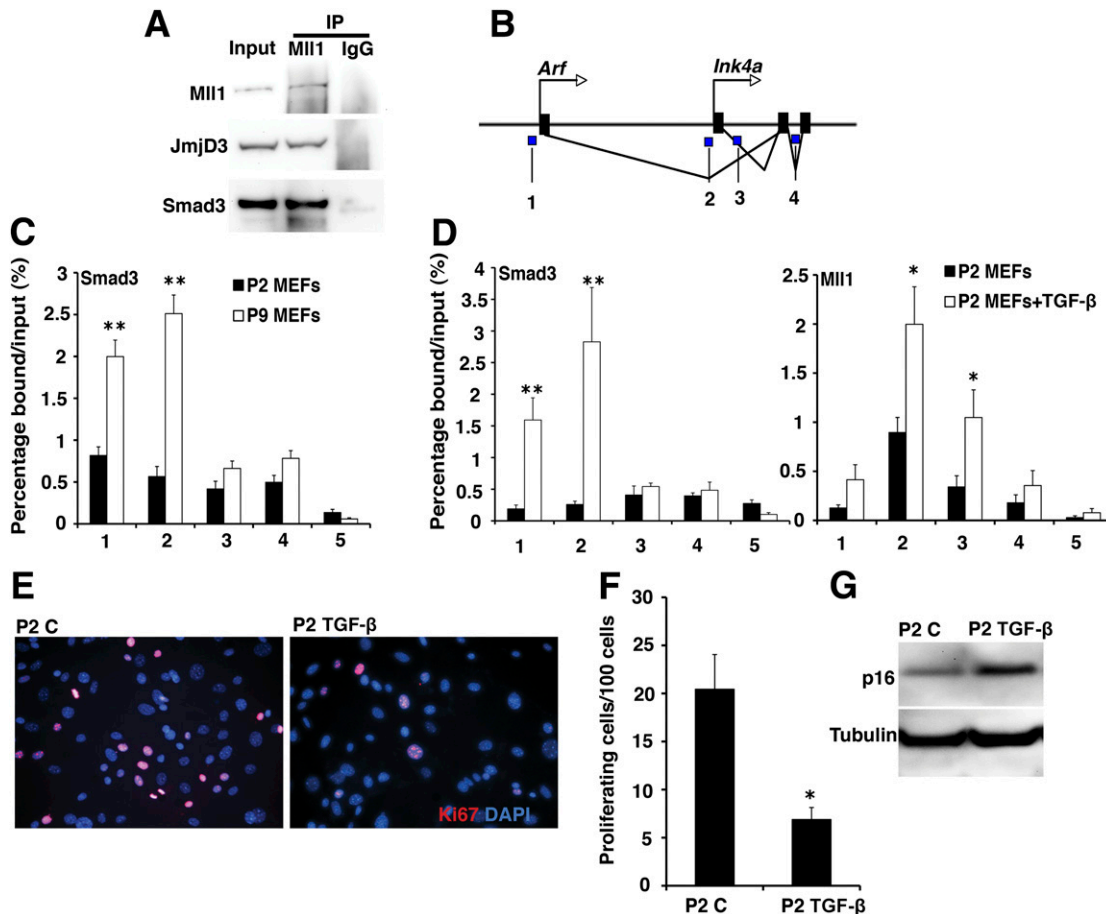 A
IP
Input Mll1 IgG
Mll1
JmjD3
Smad3
B
Arf
Ink4a
1 2 3 4
C
Percentage bound/input (%)
3
2.5
2
1.5
1
0.5
0
Smad3
**
**
P2 MEFs
P9 MEFs
1 2 3 4 5
D
Percentage bound/input (%)
4
3.5
3
2.5
2
1.5
1
0.5
0
Smad3
**
**
1 2 3 4 5
2.5
2
1.5
1
0.5
0
Mll1
*
*
P2 MEFs
P2 MEFs+TGF-β
1 2 3 4 5
E
P2 C
P2 TGF-β
Ki67 DAPI
F
Proliferating cells/100 cells
30
25
20
15
10
5
0
*
P2 C P2 TGF-β
G
P2 C P2 TGF-β
p16
Tubulin